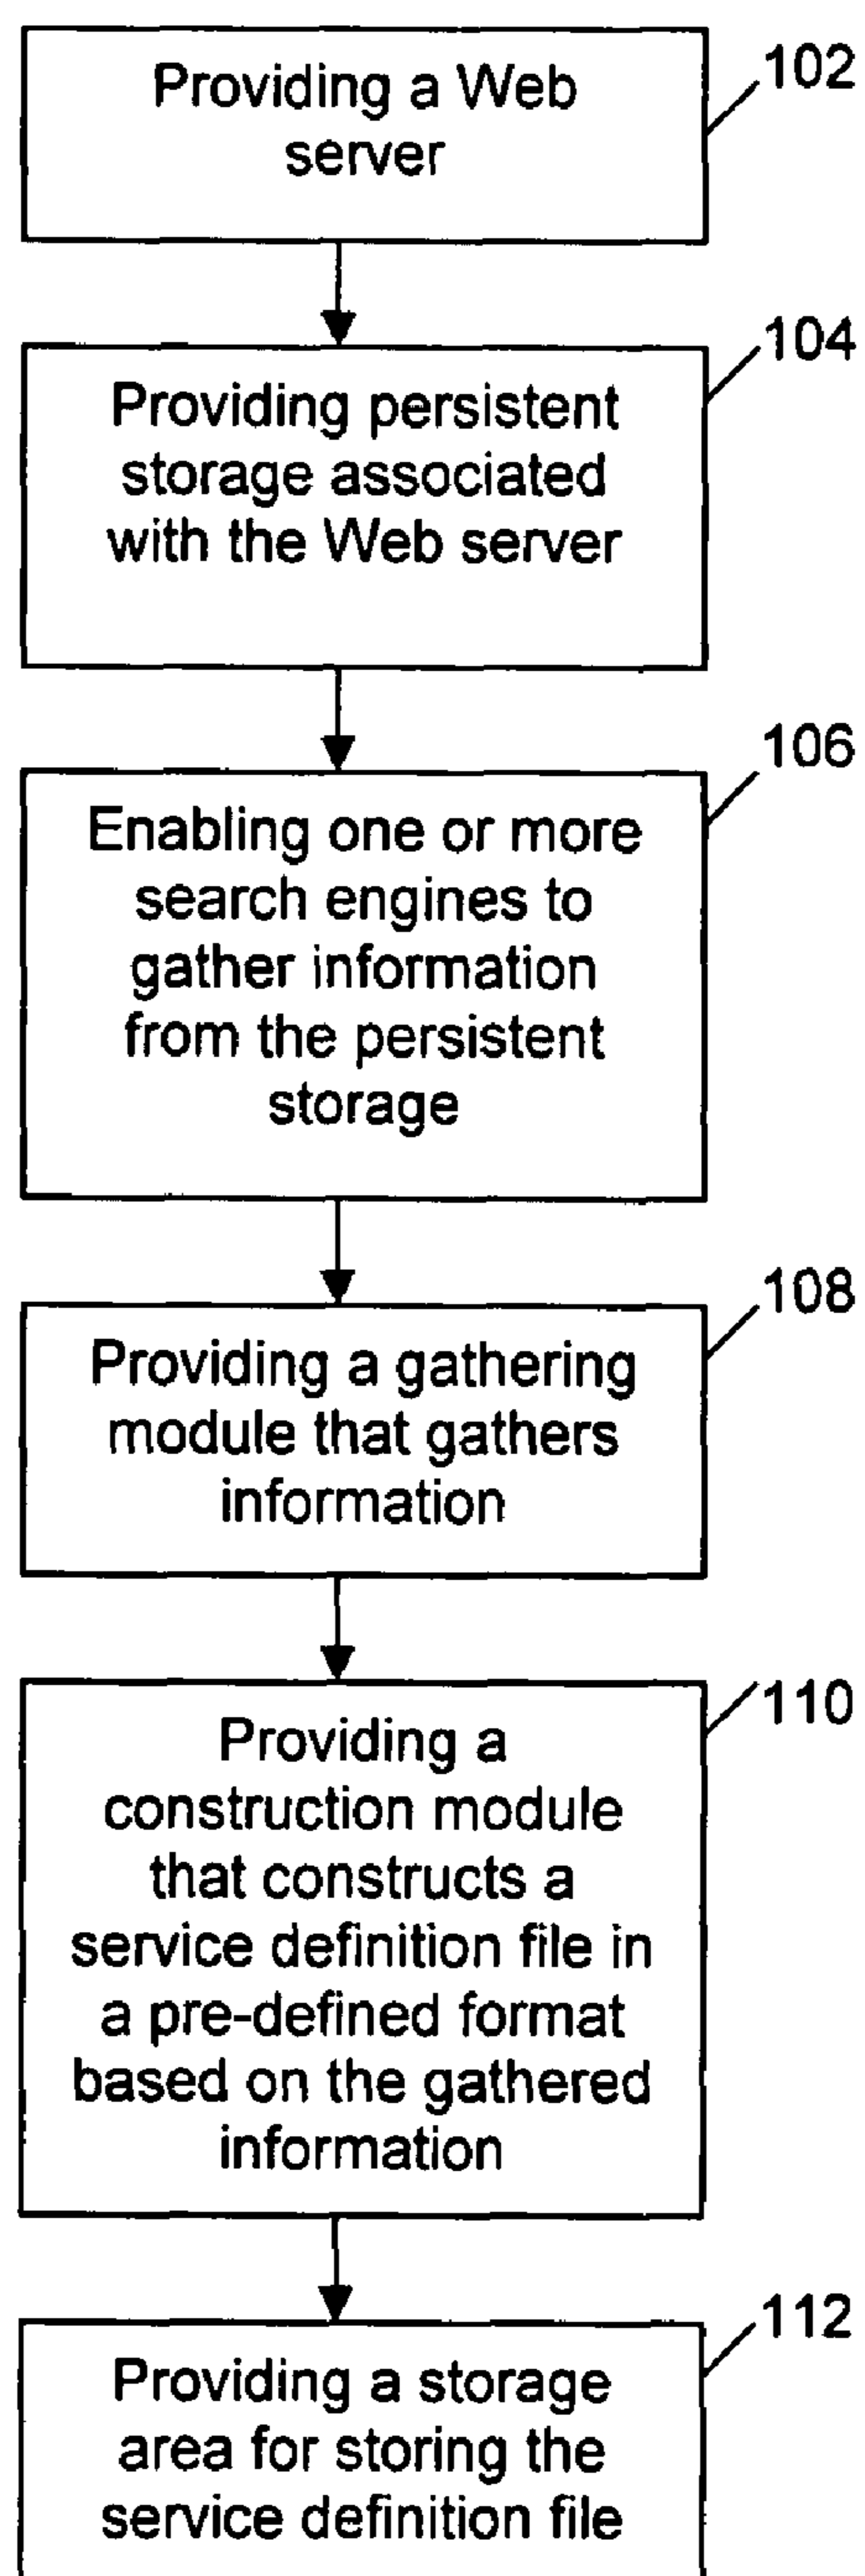 Providing a Web
server
102
Providing persistent
storage associated
with the Web server
104
Enabling one or more
search engines to
gather information
from the persistent
storage
106
Providing a gathering
module that gathers
information
108
Providing a
construction module
that constructs a
service definition file in
a pre-defined format
based on the gathered
information
110
Providing a storage
area for storing the
service definition file
112